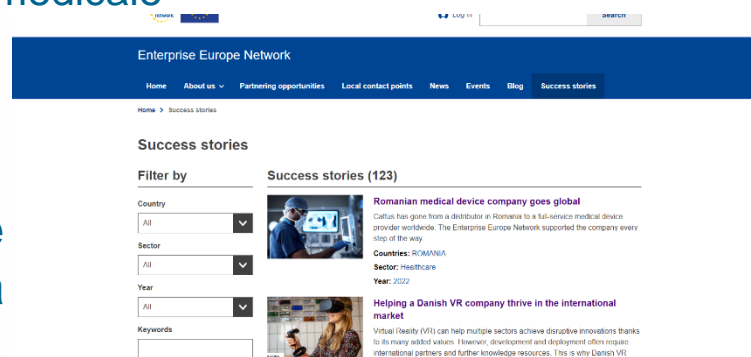 network
Log in
Search
Enterprise Europe Network
Home About us Partnering opportunities Local contact points News Events Blog Success stories
Home > Success stories
Success stories
Filter by
Country
All
Sector
All
Year
All
Keywords
Success stories (123)
Romanian medical device company goes global
Cattus has gone from a distributor in Romania to a full-service medical device
provider worldwide. The Enterprise Europe Network supported the company every
step of the way.
Countries: ROMANIA
Sector: Healthcare
Year: 2022
Helping a Danish VR company thrive in the international
market
Virtual Reality (VR) can help multiple sectors achieve disruptive innovations thanks
to its many added values. However, development and deployment often require
international partners and further knowledge resources. This is why Danish VR